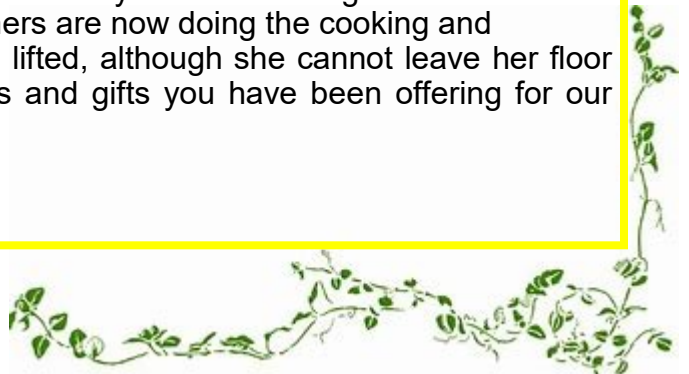 ners are now doing the cooking and
lifted, although she cannot leave her floor
s and gifts you have been offering for our